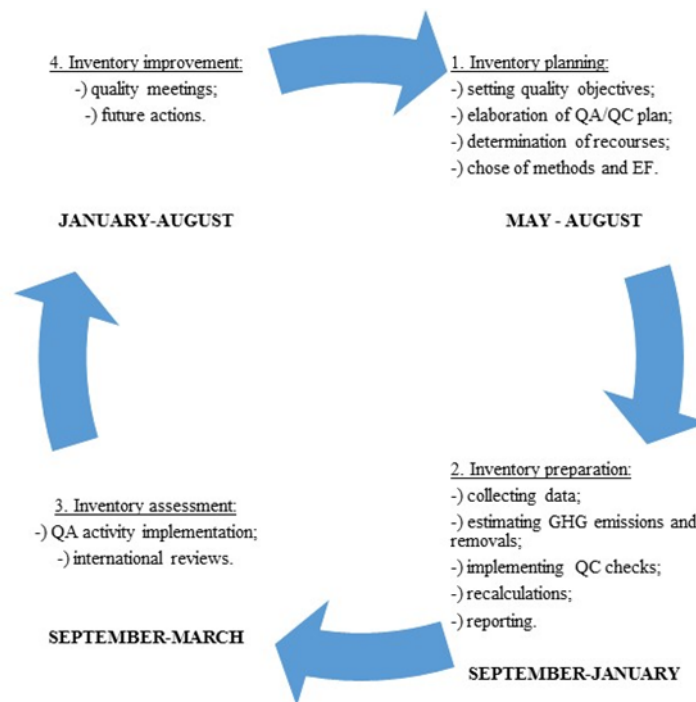 4. Inventory improvement:
-) quality meetings;
-) future actions.
JANUARY-AUGUST
1. Inventory planning:
-) setting quality objectives;
-) elaboration of QA/QC plan;
-) determination of recourses;
-) chose of methods and EF.
MAY - AUGUST
2. Inventory preparation:
-) collecting data;
-) estimating GHG emissions and
removals;
-) implementing QC checks;
-) recalculations;
-) reporting.
SEPTEMBER-JANUARY
3. Inventory assessment:
-) QA activity implementation;
-) international reviews.
SEPTEMBER-MARCH